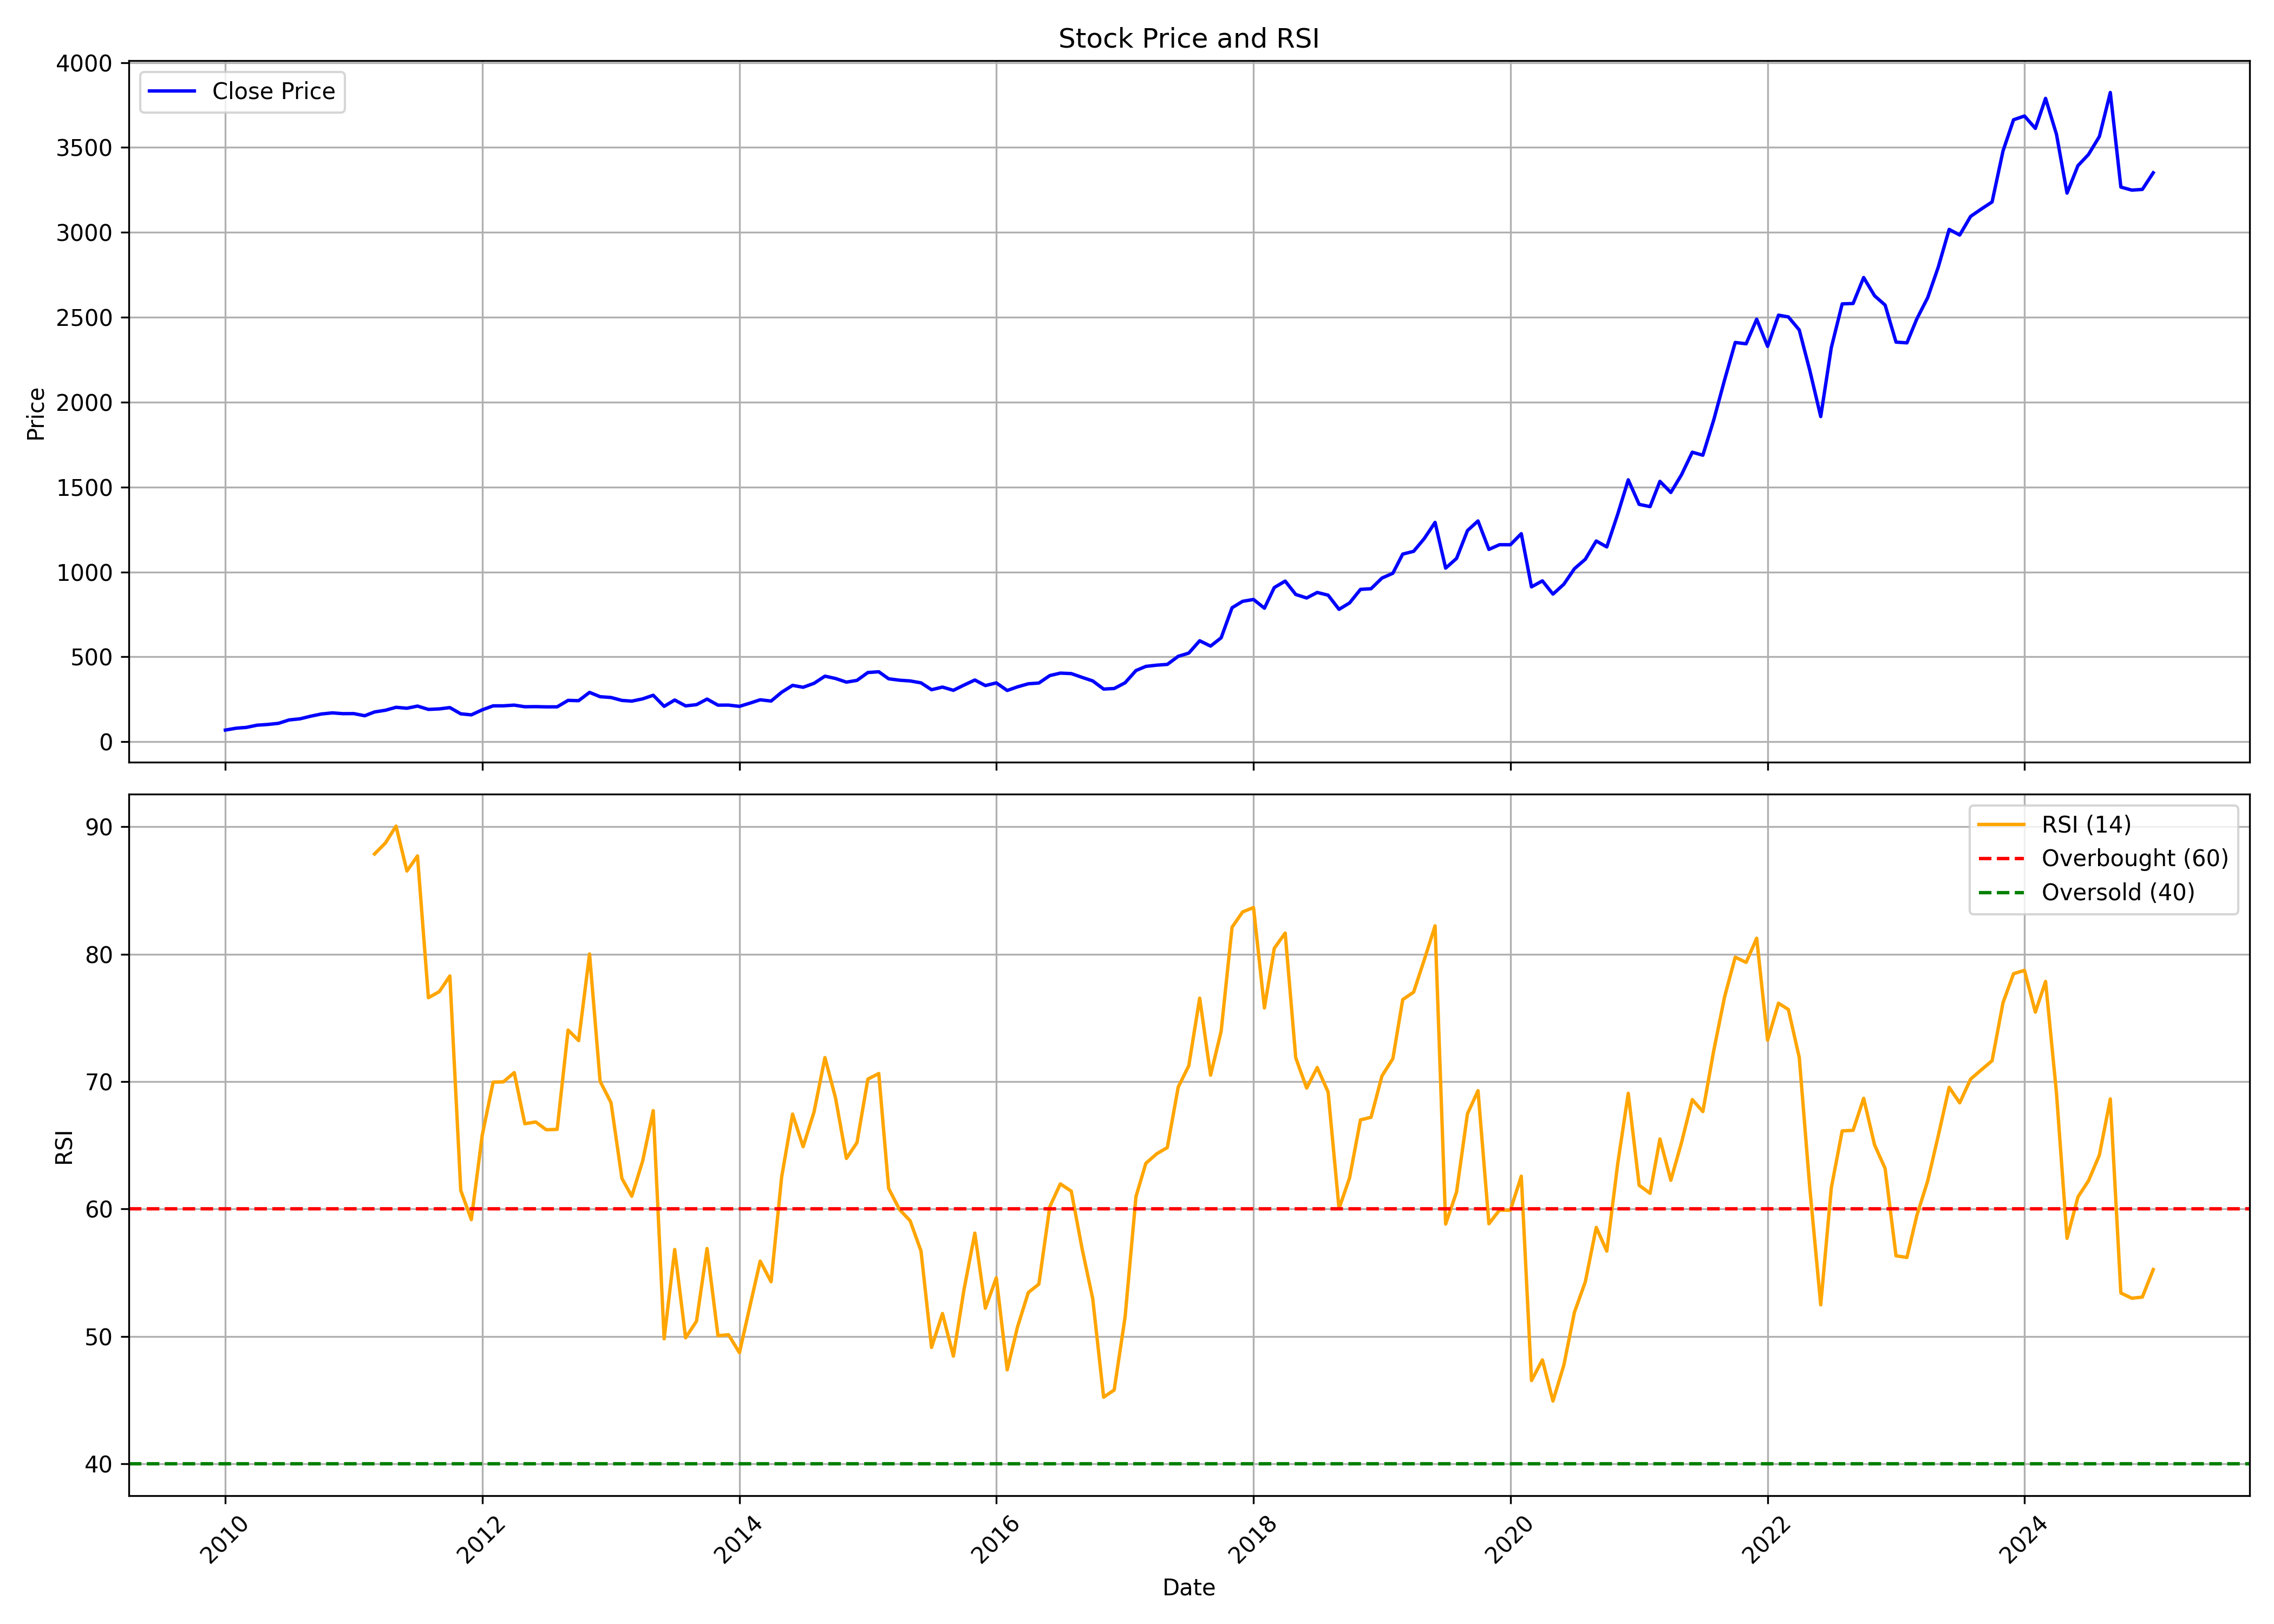 Stock Price and RSI
Close Price
Price
4000
3500
3000
2500
2000
1500
1000
500
0
RSI (14)
Overbought (60)
Oversold (40)
RSI
90
80
70
60
50
40
2010
2012
2014
2016
2018
2020
2022
2024
Date